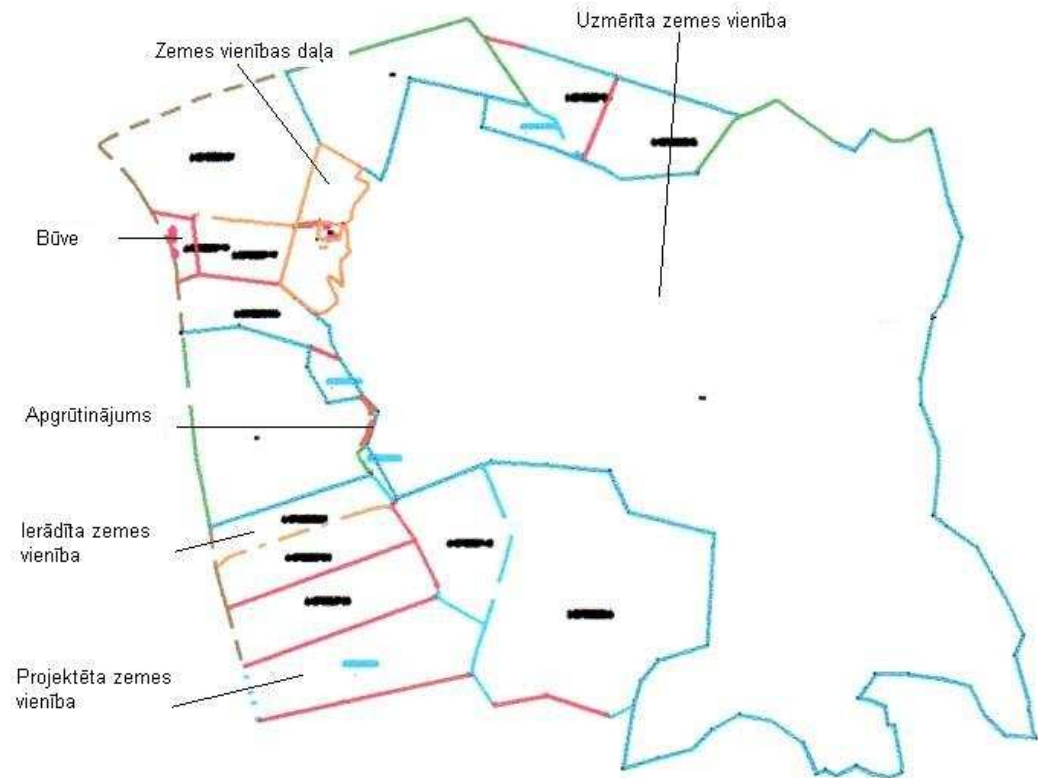 Uzmērīta zemes vienība
Zemes vienības daļa
Būve
Apgrūtinājums
Ierādīta zemes
vienība
Projektēta zemes
vienība